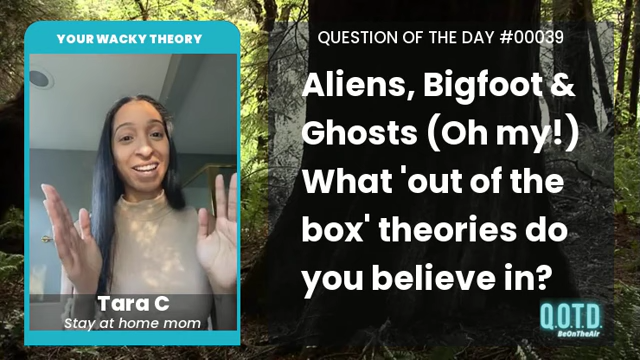 YOUR WACKY THEORY
Tara C
Stay at home mom
QUESTION OF THE DAY #00039
Aliens, Bigfoot &
Ghosts (Oh my!)
What 'out of the
box' theories do
you believe in?
Q.O.T.D.
BeOnTheAir